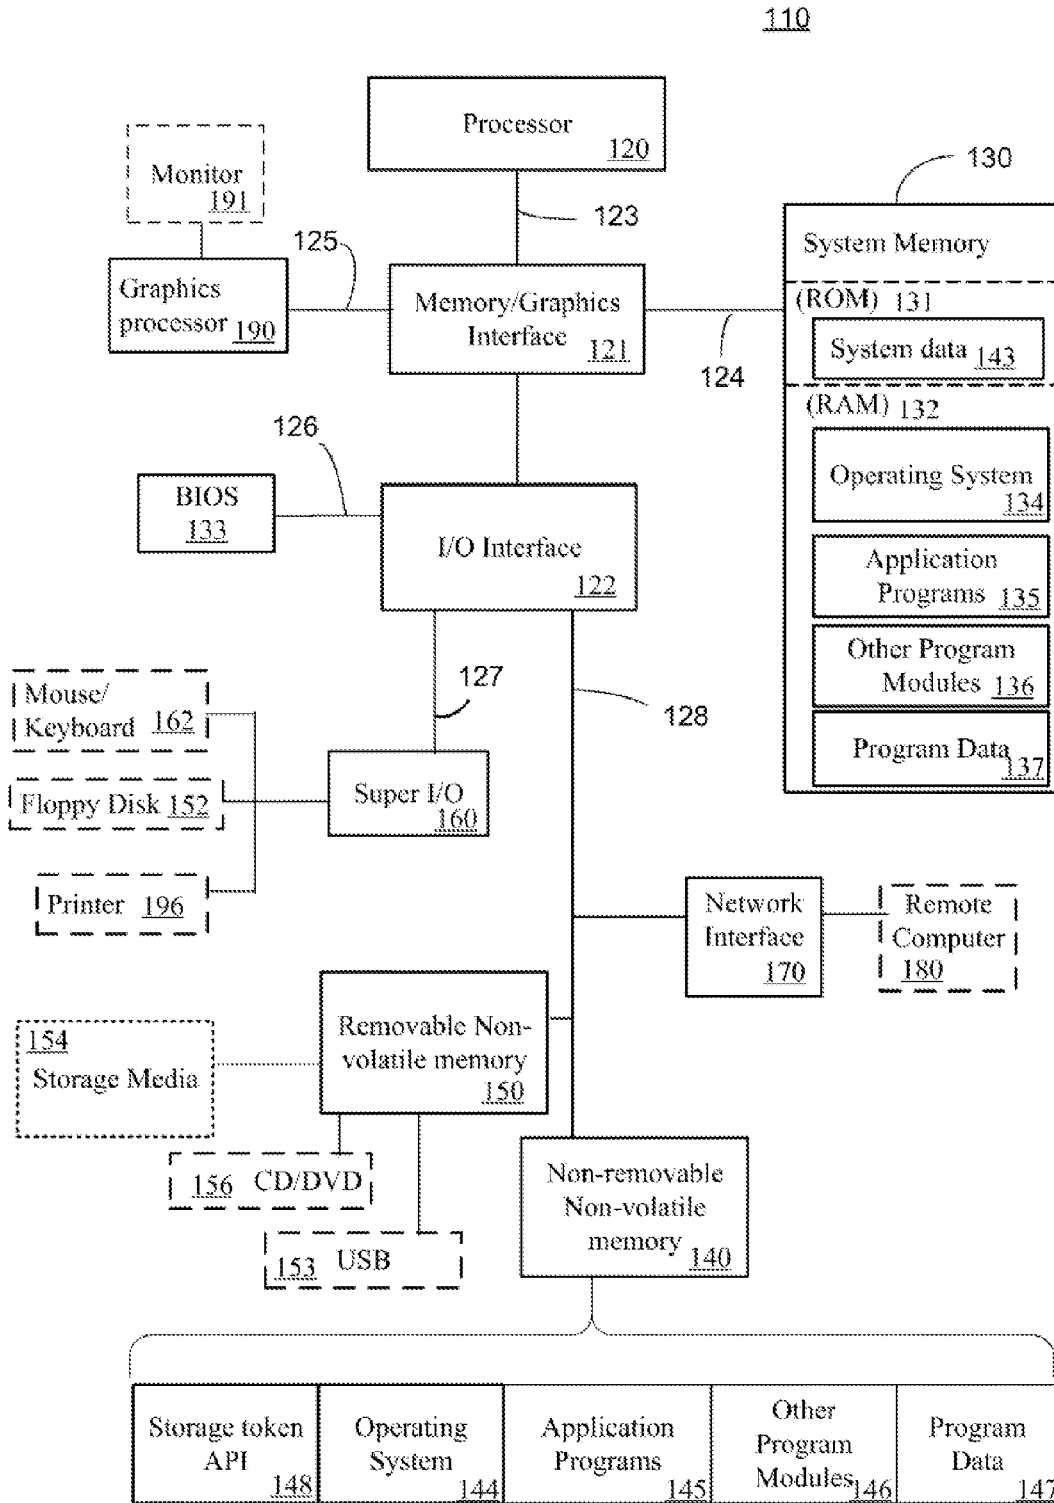 110
Processor
120
130
Monitor
191
123
125
System Memory
Graphics
processor 190
Memory/Graphics
Interface
121
(ROM) 131
System data 143
124
(RAM) 132
126
Operating System
134
BIOS
133
I/O Interface
122
Application
Programs 135
Other Program
Modules 136
127
128
Mouse/
Keyboard 162
Program Data
137
Super I/O
160
Floppy Disk 152
Printer 196
Network
Interface
170
Remote
Computer
180
Removable Non-
volatile memory
150
154
Storage Media
156 CD/DVD
Non-removable
Non-volatile
memory
140
153 USB
Storage token
API
148
Operating
System
144
Application
Programs
145
Other
Program
Modules 146
Program
Data
147